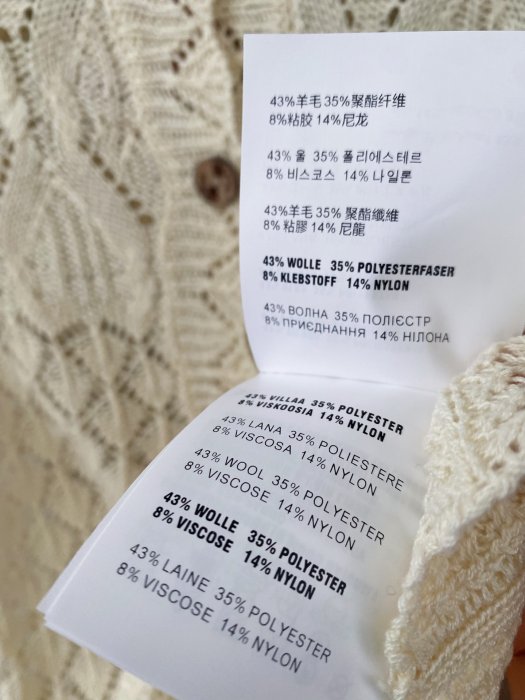 43%羊毛 35%聚酯纤维
8%粘胶 14%尼龙
43% 울 35% 폴리에스테르
8% 비스코스 14% 나일론
43%羊毛 35% 聚酯纖維
8% 粘膠 14% 尼龍
43% WOLLE 35% POLYESTERFASER
8% KLEBSTOFF 14% NYLON
43% ВОЛНА 35% ПОЛІЄСТР
8% ПРИЄДНАННЯ 14% НІЛОНА
43% VILLAA 35% POLYESTER
8% VISKOOSIA 14% NYLON
43% LANA 35% POLIESTERE
8% VISCOSA 14% NYLON
43% WOOL 35% POLYESTER
8% VISCOSE 14% NYLON
43% WOLLE 35% POLYESTER
8% VISCOSE 14% NYLON
43% LAINE 35% POLYESTER
8% VISCOSE 14% NYLON